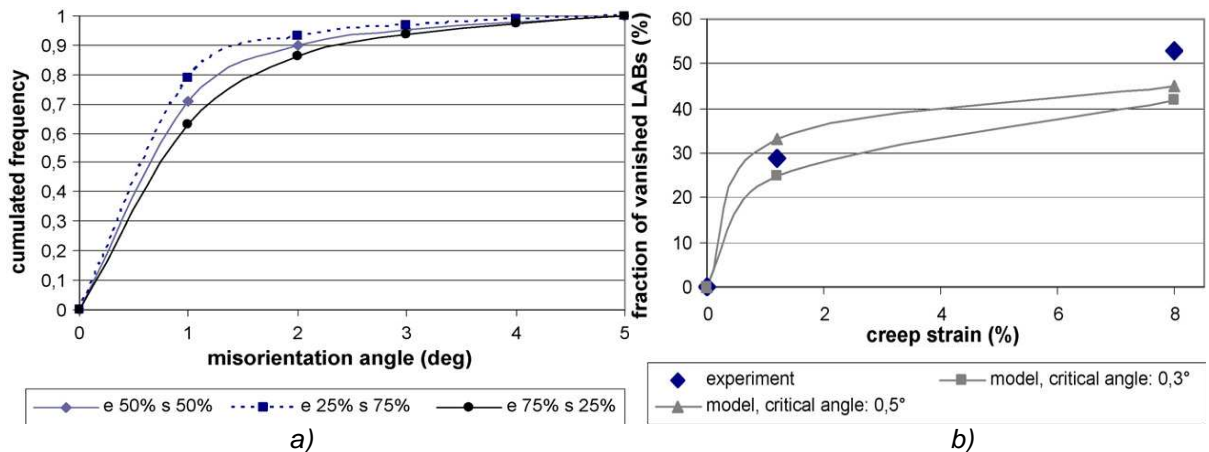 cumulated frequency
1
0,9
0,8
0,7
0,6
0,5
0,4
0,3
0,2
0,1
0
0 1 2 3 4 5
misorientation angle (deg)
e 50% s 50% e 25% s 75% e 75% s 25%
a)
fraction of vanished LABs (%)
60
50
40
30
20
10
0
0 2 4 6 8
creep strain (%)
experiment model, critical angle: 0,3°
model, critical angle: 0,5°
b)